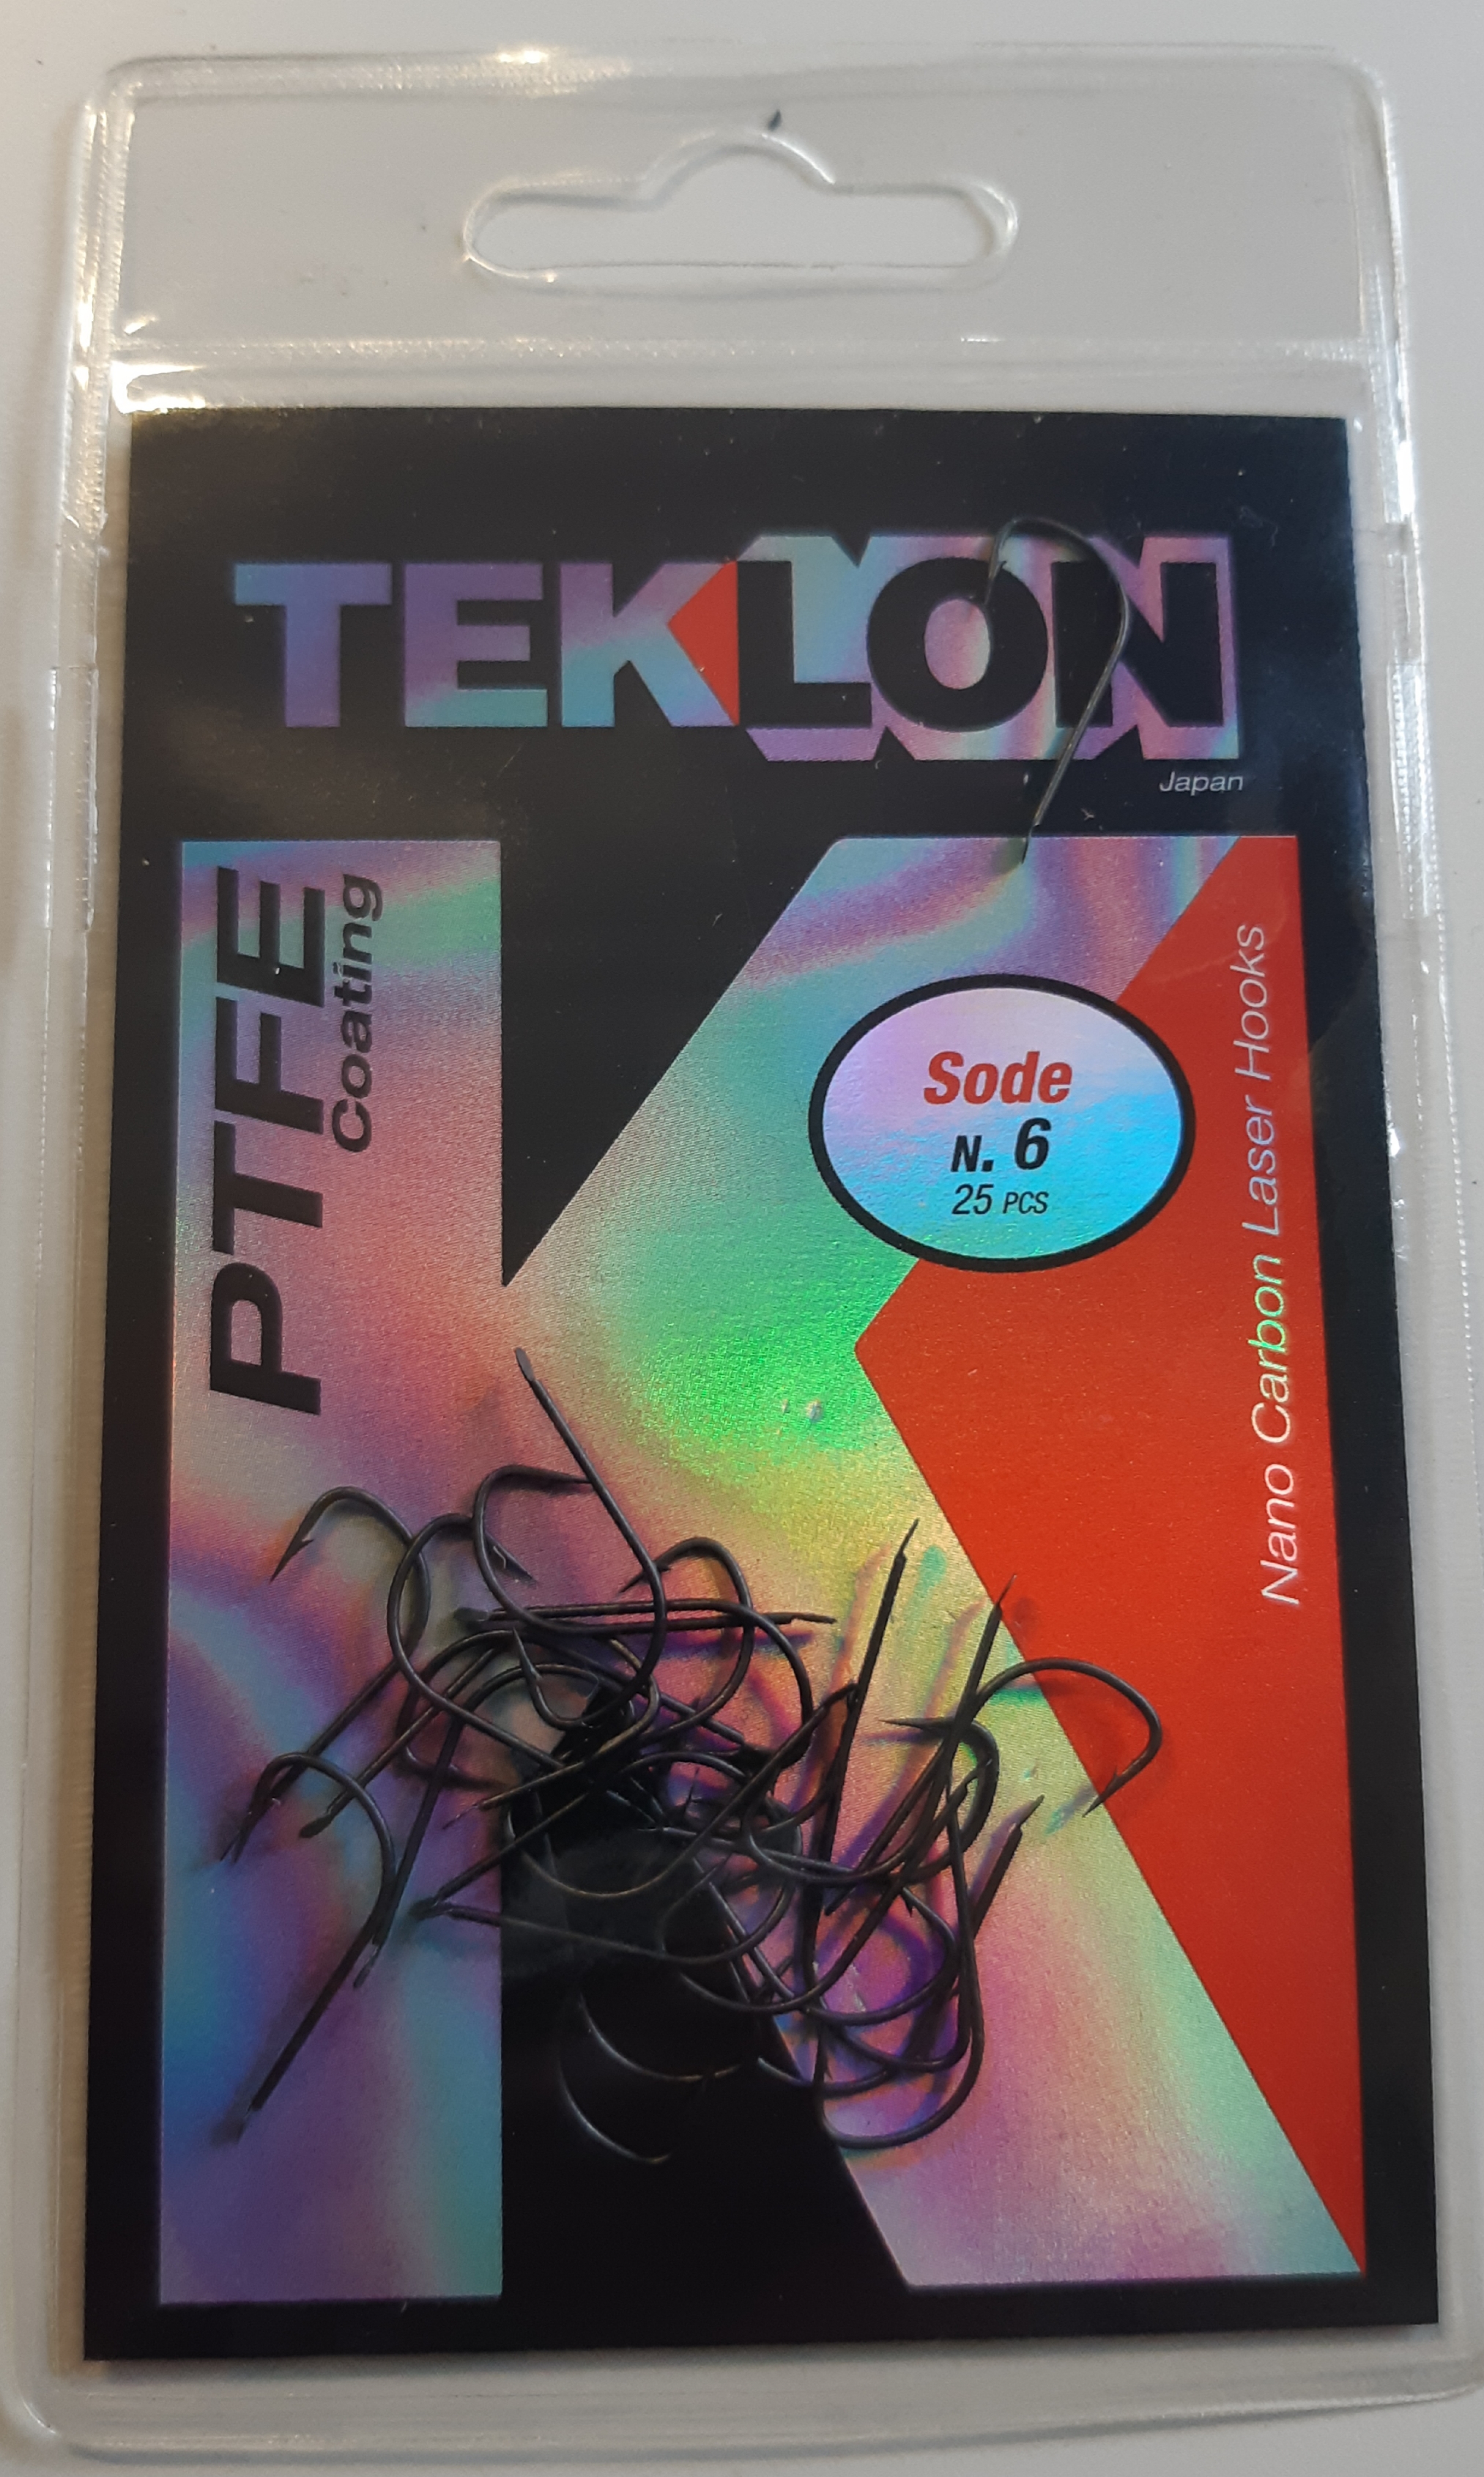 TEKLON
Japan
PTFE
Coating
Sode
N. 6
25 PCS
Nano Carbon Laser Hooks